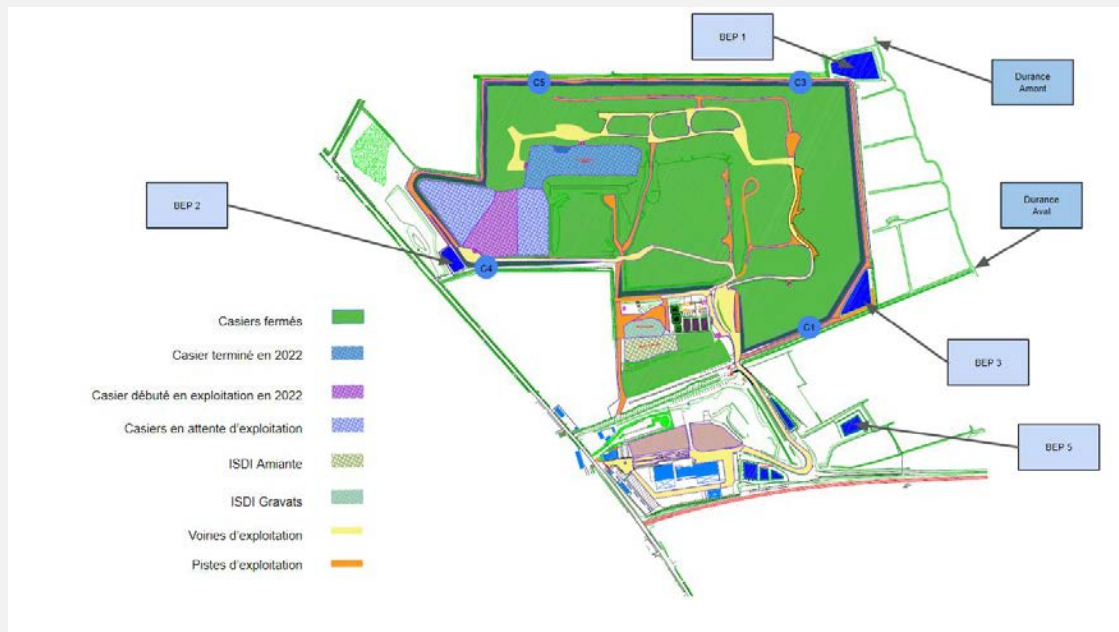 BEP 1
C5
C3
Durance
Amont
BEP 2
Durance
Aval
C4
C1
BEP 3
BEP 5
Casiers fermés
Casier terminé en 2022
Casier débuté en exploitation en 2022
Casiers en attente d'exploitation
ISDI Amiante
ISDI Gravats
Voiries d'exploitation
Pistes d'exploitation